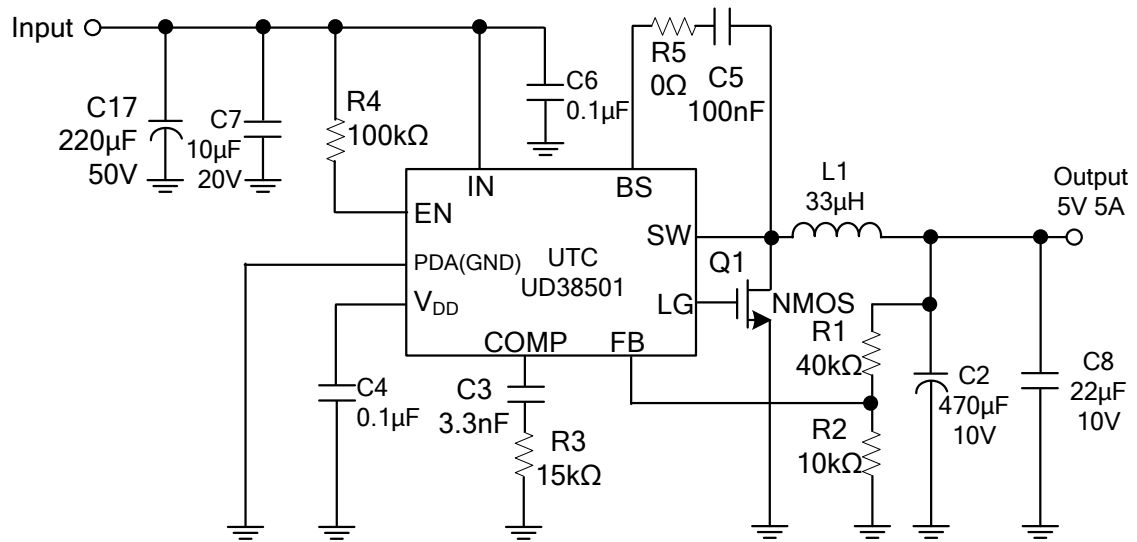 Input
C17
220µF
50V
C7
10µF
20V
R4
100kΩ
C6
0.1µF
R5
0Ω
C5
100nF
IN
BS
EN
SW
PDA(GND)
UTC
UD38501
VDD
LG
COMP
FB
L1
33µH
Output
5V 5A
Q1
NMOS
R1
40kΩ
C2
470µF
10V
C8
22µF
10V
C4
0.1µF
C3
3.3nF
R3
15kΩ
R2
10kΩ